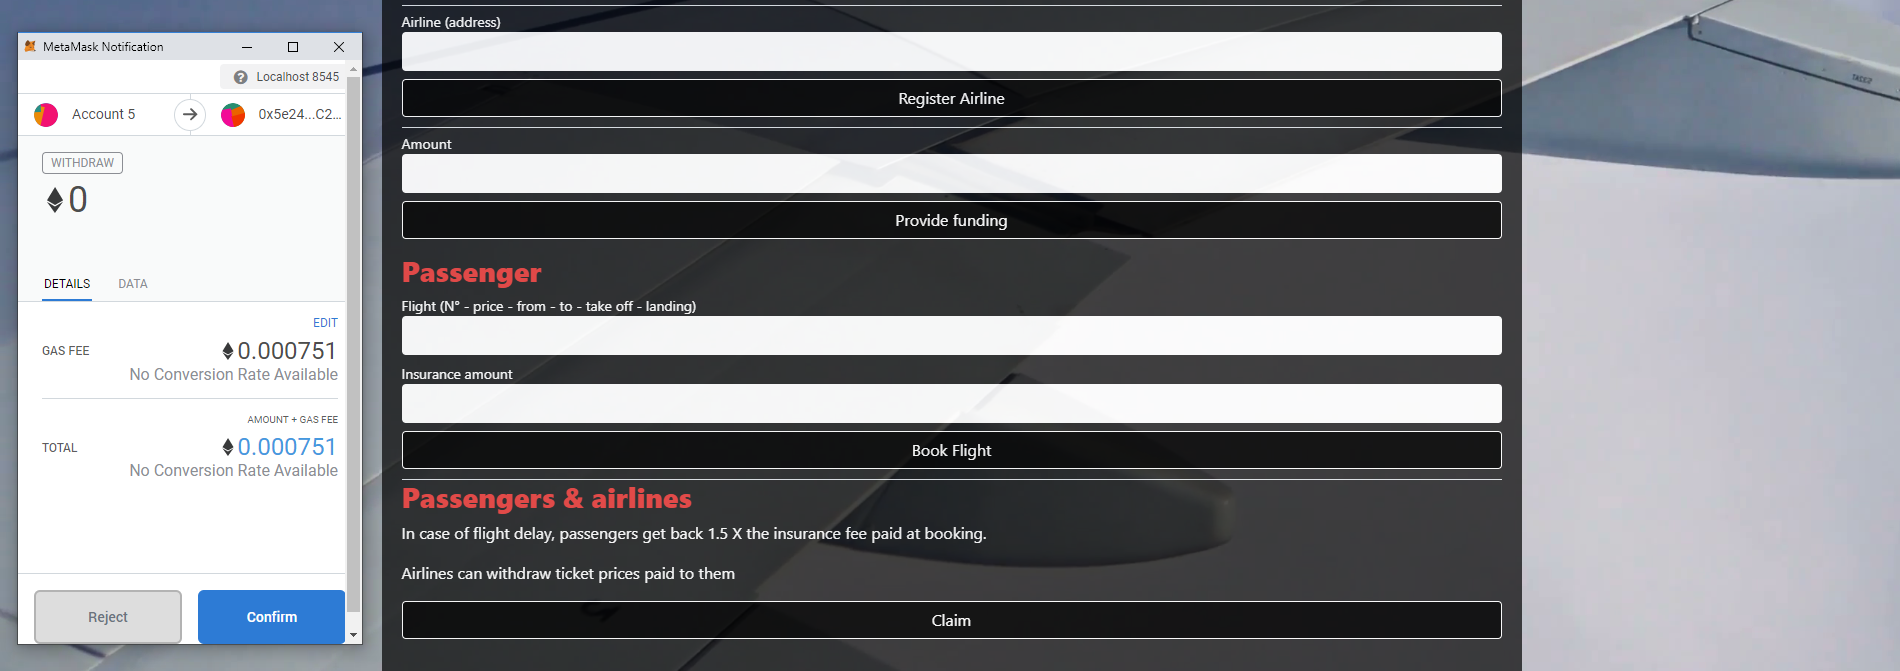 MetaMask Notification
Localhost 8545
Account 5
0x5e24...C2...
WITHDRAW
0
DETAILS
DATA
EDIT
GAS FEE
0.000751
No Conversion Rate Available
AMOUNT + GAS FEE
TOTAL
0.000751
No Conversion Rate Available
Reject
Confirm
Airline (address)
Register Airline
Amount
Provide funding
Passenger
Flight (N° - price - from - to - take off - landing)
Insurance amount
Book Flight
Passengers & airlines
In case of flight delay, passengers get back 1.5 X the insurance fee paid at booking.
Airlines can withdraw ticket prices paid to them
Claim